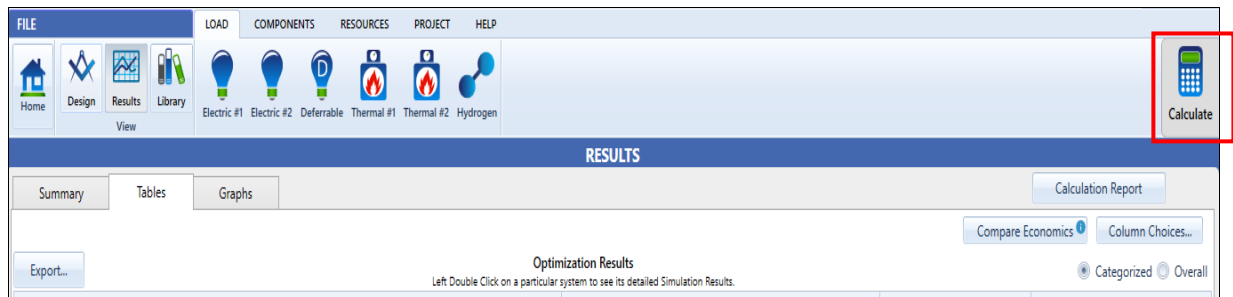 FILE LOAD COMPONENTS RESOURCES PROJECT HELP
Home Design Results Library Electric #1 Electric #2 D Deferrable Thermal #1 Thermal #2 Hydrogen Calculate
View
RESULTS
Summary Tables Graphs Calculation Report
Compare Economics Column Choices...
Export... Optimization Results Categorized Overall
Left Double Click on a particular system to see its detailed Simulation Results.